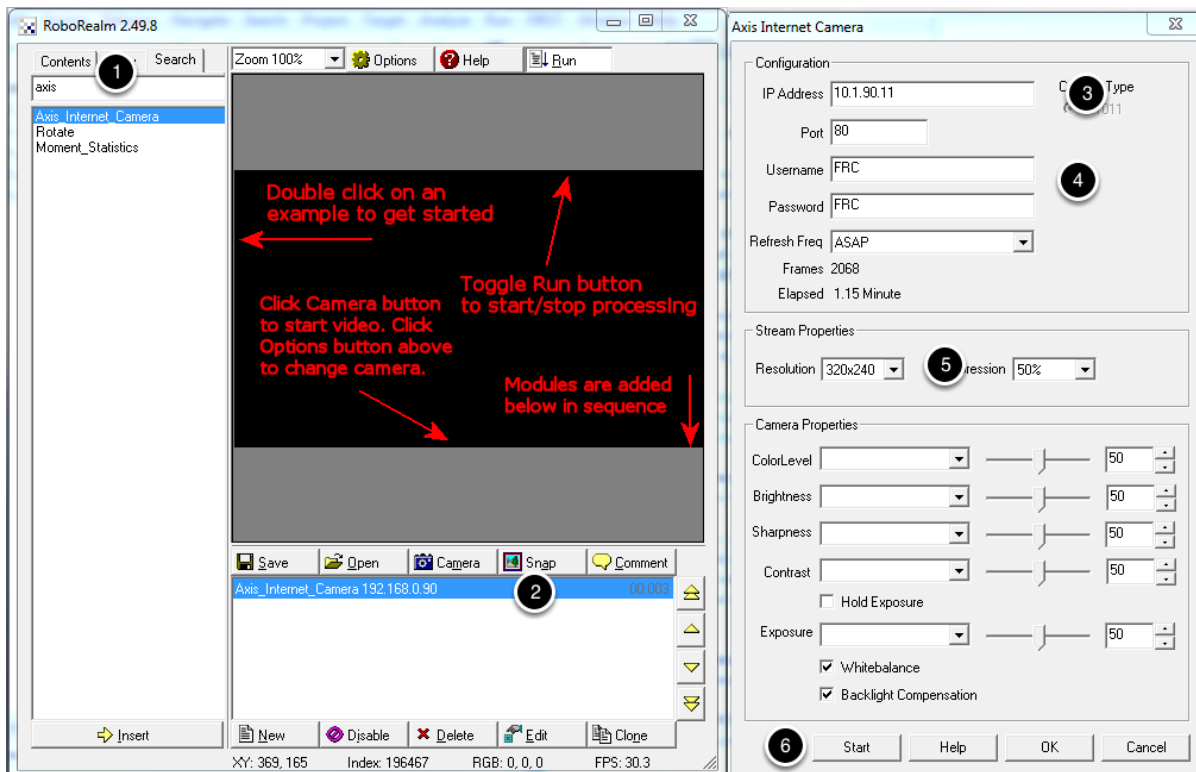 RoboRealm 2.49.8
Contents
1
Search
axis
Axis_Internet_Camera
Rotate
Moment_Statistics
Insert
Zoom 100%
Options
Help
Run
Double click on an
example to get started
Toggle Run button
to start/stop processing
Click Camera button
to start video. Click
Options button above
to change camera.
Modules are added
below in sequence
Save
Open
Camera
Snap
Comment
Axis_Internet_Camera 192.168.0.90
2
00:003
New
Disable
Delete
Edit
Clone
XY: 369, 165
Index: 196467
RGB: 0, 0, 0
FPS: 30.3
Axis Internet Camera
Configuration
IP Address 10.1.90.11
3
Type
Port 80
Username FRC
4
Password FRC
Refresh Freq ASAP
Frames 2068
Elapsed 1.15 Minute
Stream Properties
Resolution 320x240
5
ression 50%
Camera Properties
ColorLevel 50
Brightness 50
Sharpness 50
Contrast 50
Hold Exposure
Exposure 50
Whitebalance
Backlight Compensation
6
Start
Help
OK
Cancel